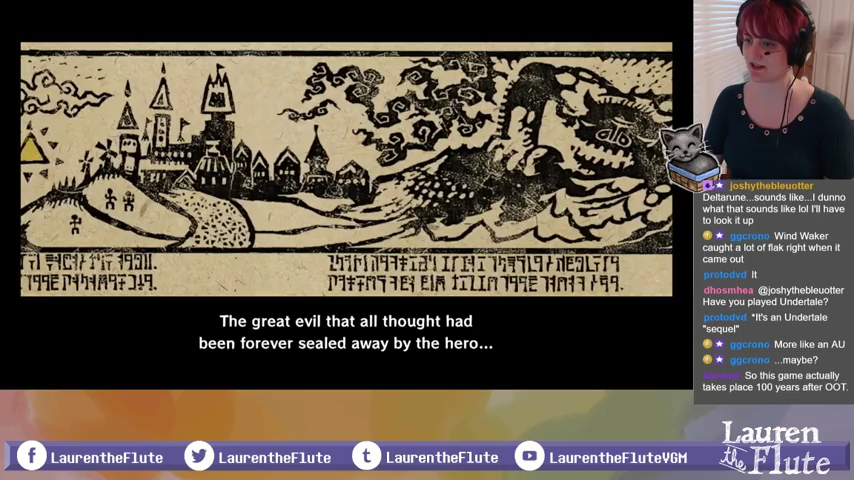 The great evil that all thought had
been forever sealed away by the hero...
joshythebleuotter
Deltarune...sounds like...I dunno
what that sounds like lol I'll have
to look it up
ggcrono Wind Waker
caught a lot of flak right when it
came out
protodvd It
dhosmhea @joshythebleuotter
Have you played Undertale?
protodvd *It's an Undertale
"sequel"
ggcrono More like an AU
ggcrono ...maybe?
So this game actually
takes place 100 years after OOT.
Lauren
the Flute
LaurentheFlute
LaurentheFlute
LaurentheFlute
LaurentheFluteVGM